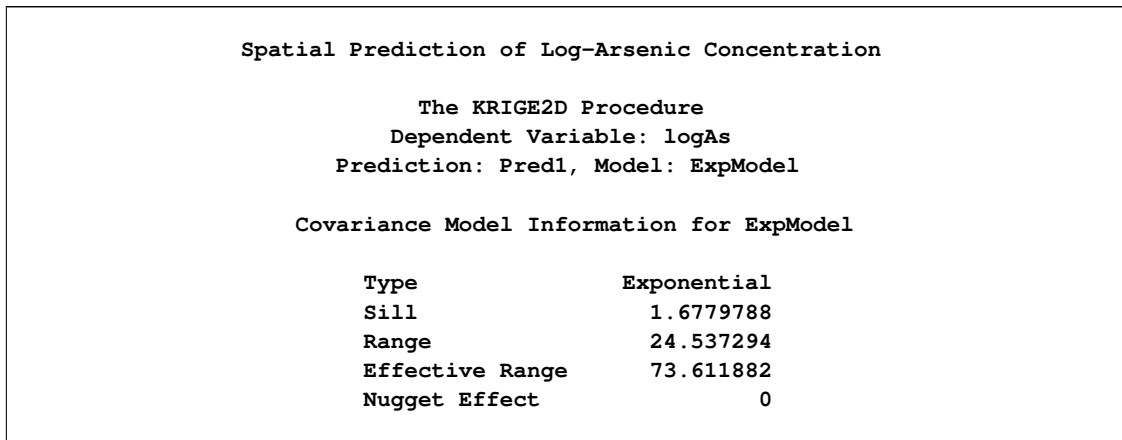 Spatial Prediction of Log-Arsenic Concentration
The KRIGE2D Procedure
Dependent Variable: logAs
Prediction: Pred1, Model: ExpModel
Covariance Model Information for ExpModel
Type Exponential
Sill 1.6779788
Range 24.537294
Effective Range 73.611882
Nugget Effect 0